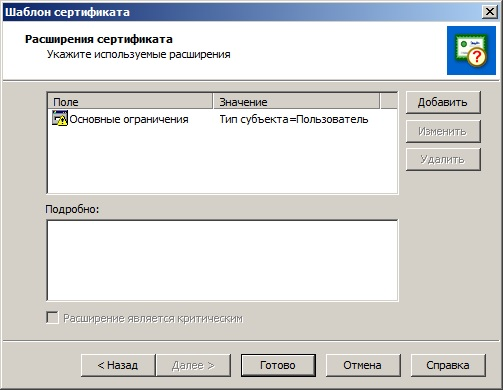 Шаблон сертификата
Расширения сертификата
Укажите используемые расширения
Поле Значение
Основные ограничения Тип субъекта=Пользователь
Добавить
Изменить
Удалить
Подробно:
Расширение является критическим
< Назад Далее > Готово Отмена Справка